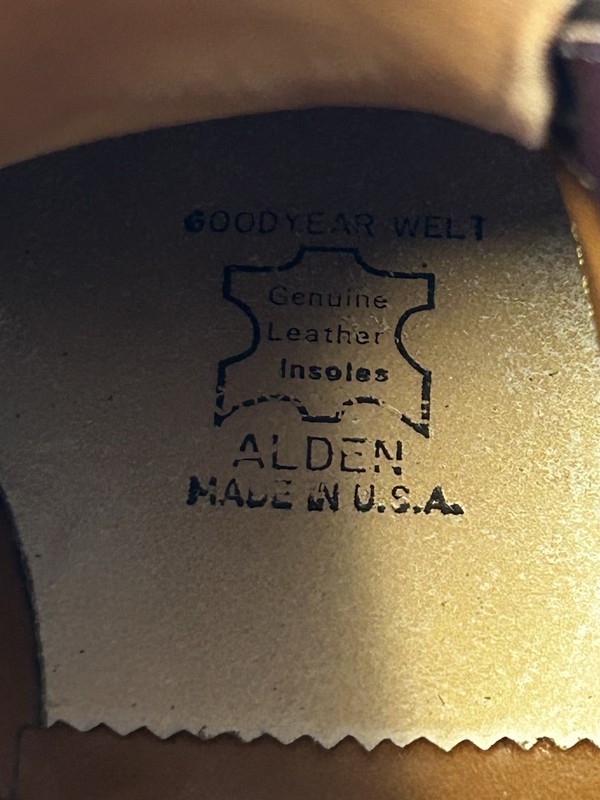 GOODYEAR WELT
Genuine
Leather
Insoles
ALDEN
MADE IN U.S.A.